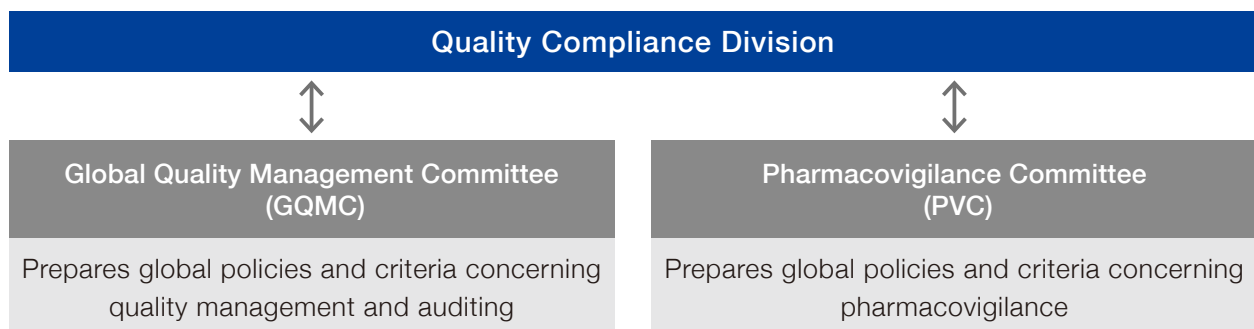 Quality Compliance Division
Global Quality Management Committee
(GQMC)
Prepares global policies and criteria concerning
quality management and auditing
Pharmacovigilance Committee
(PVC)
Prepares global policies and criteria concerning
pharmacovigilance